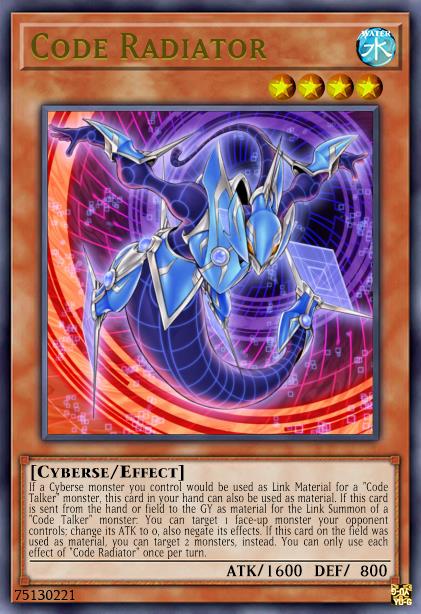 CODE RADIATOR
WATER
水
[CYBERSE/EFFECT]
If a Cyberse monster you control would be used as Link Material for a "Code
Talker" monster, this card in your hand can also be used as material. If this card
is sent from the hand or field to the GY as material for the Link Summon of a
"Code Talker" monster: You can target 1 face-up monster your opponent
controls; change its ATK to 0, also negate its effects. If this card on the field was
used as material, you can target 2 monsters, instead. You can only use each
effect of "Code Radiator" once per turn.
ATK/1600 DEF/ 800
75130221